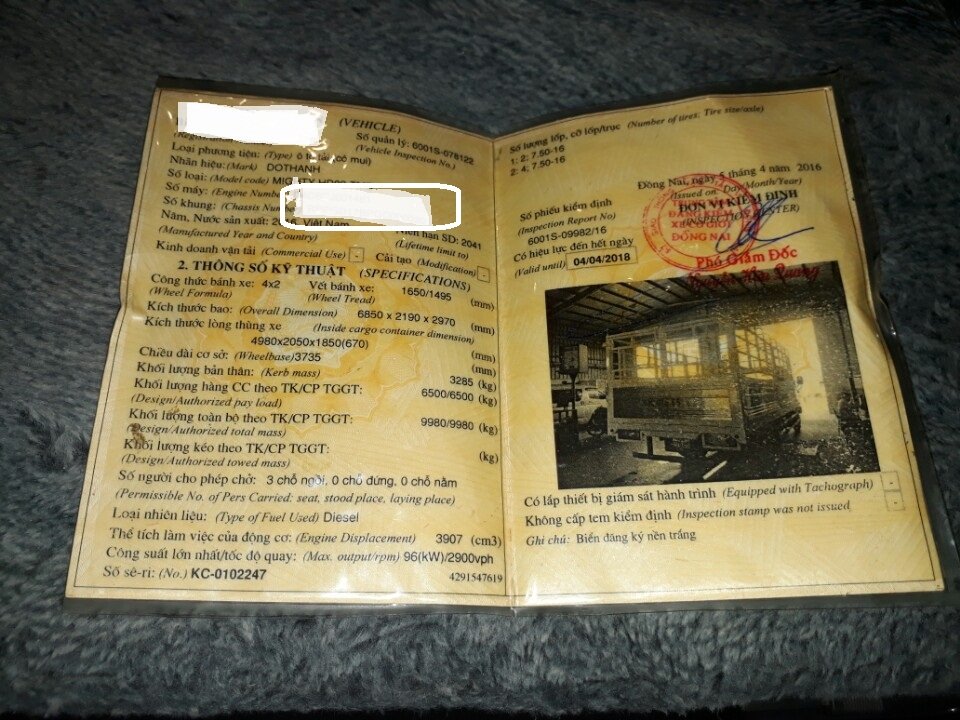 (VEHICLE)
Số quản lý: 6001S-078122
(Vehicle Inspection No.)
Loại phương tiện: (Type) ô tô tải (có mui)
Nhãn hiệu: (Mark) DOTHANH
Số loại: (Model code) MIGHTY
Số máy: (Engine Number
Số khung: (Chassis Num
Năm, Nước sản xuất: Việt Nam
Niên hạn SD: 2041
(Manufactured Year and Country)
(Lifetime limit to)
Kinh doanh vận tải (Commercial Use) -
Cải tạo (Modification) -
2. THÔNG SỐ KỸ THUẬT (SPECIFICATIONS)
Công thức bánh xe: 4x2 Vết bánh xe: 1650/1495 (mm)
(Wheel Formula) (Wheel Tread)
Kích thước bao: (Overall Dimension) 6850 x 2190 x 2970 (mm)
Kích thước lòng thùng xe (Inside cargo container dimension)
4980x2050x1850(670) (mm)
Chiều dài cơ sở: (Wheelbase) 3735 (mm)
Khối lượng bản thân: (Kerb mass) 3285 (kg)
Khối lượng hàng CC theo TK/CP TGGT: 6500/6500 (kg)
(Design/Authorized pay load)
Khối lượng toàn bộ theo TK/CP TGGT: 9980/9980 (kg)
(Design/Authorized total mass)
Khối lượng kéo theo TK/CP TGGT: (kg)
(Design/Authorized towed mass)
Số người cho phép chở: 3 chỗ ngồi, 0 chỗ đứng, 0 chỗ nằm
(Permissible No. of Pers Carried: seat, stood place, laying place)
Loại nhiên liệu: (Type of Fuel Used) Diesel
Thể tích làm việc của động cơ: (Engine Displacement) 3907 (cm3)
Công suất lớn nhất/tốc độ quay: (Max. output/rpm) 96(kW)/2900vph
Số sê-ri: (No.) KC-0102247 4291547619
Số lượng lốp, cỡ lốp/trục (Number of tires, Tire size/axle)
1: 2; 7.50-16
2: 4; 7.50-16
Đồng Nai, ngày 5 tháng 4 năm 2016
(Issued on: Day/Month/Year)
Số phiếu kiểm định
ĐƠN VỊ KIỂM ĐỊNH
(Inspection Report No)
(INSPECTION CENTER)
6001S-09982/16
Có hiệu lực đến hết ngày
(Valid until) 04/04/2018
ĐĂNG KIỂM
XE CƠ GIỚI
ĐỒNG NAI
Phó Giám Đốc
Có lắp thiết bị giám sát hành trình (Equipped with Tachograph) -
Không cấp tem kiểm định (Inspection stamp was not issued) -
Ghi chú: Biển đăng ký nền trắng